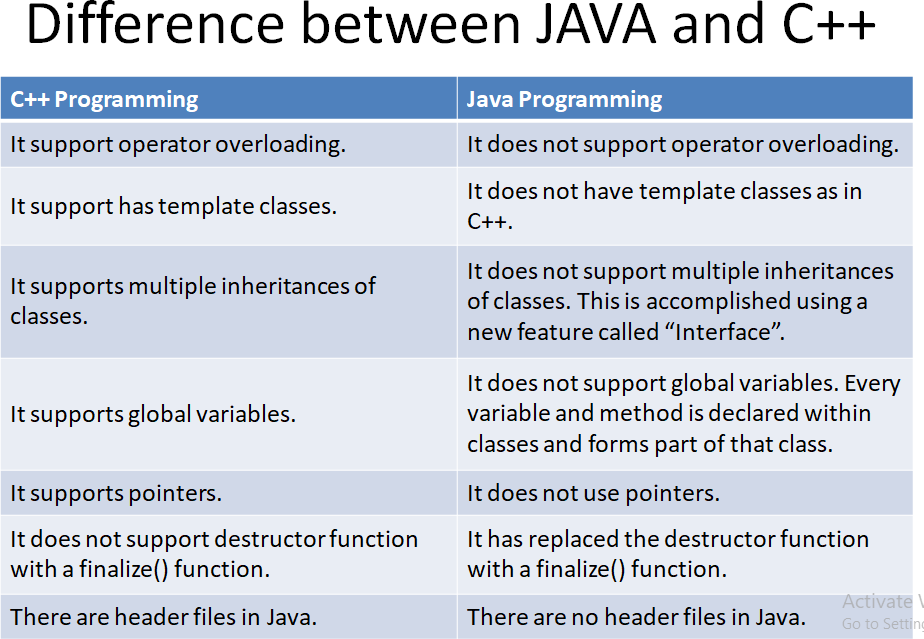 Difference between JAVA and C++
C++ Programming
Java Programming
It support operator overloading.
It does not support operator overloading.
It support has template classes.
It does not have template classes as in
C++.
It supports multiple inheritances of
classes.
It does not support multiple inheritances
of classes. This is accomplished using a
new feature called “Interface”.
It supports global variables.
It does not support global variables. Every
variable and method is declared within
classes and forms part of that class.
It supports pointers.
It does not use pointers.
It does not support destructor function
with a finalize() function.
It has replaced the destructor function
with a finalize() function.
There are header files in Java.
There are no header files in Java.
Activate
Go to